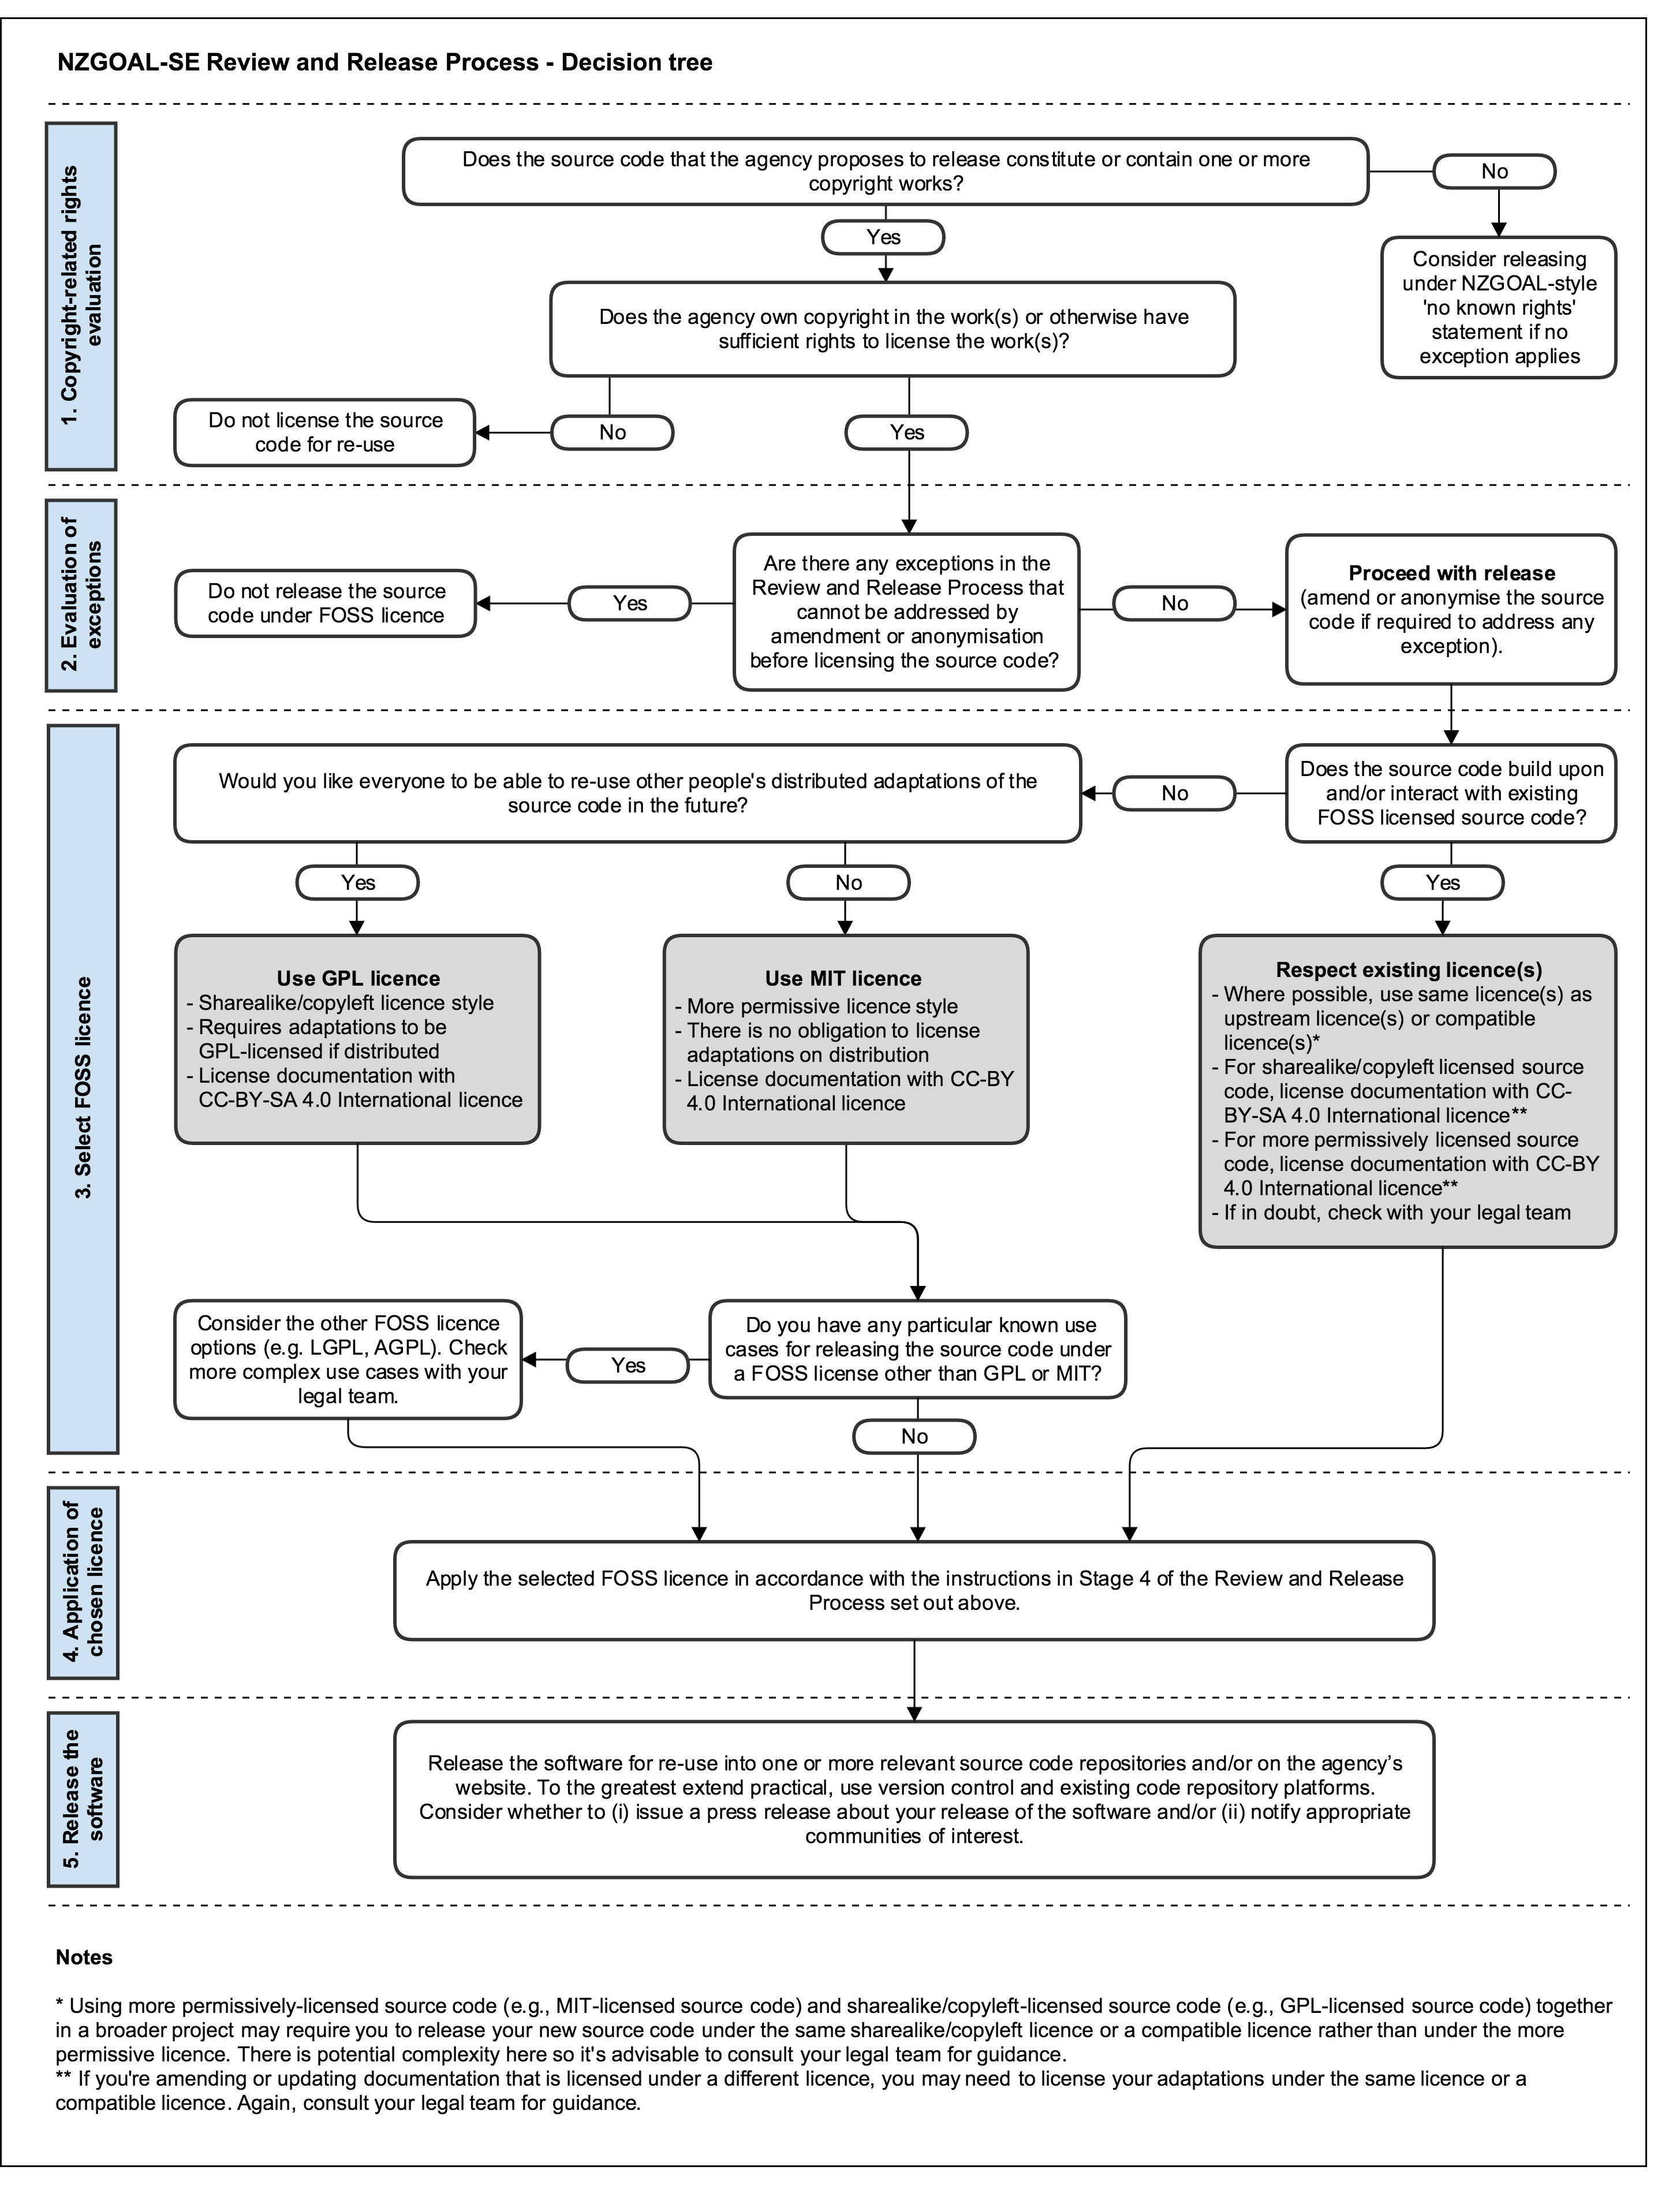 NZGOAL-SE Review and Release Process - Decision tree
1. Copyright-related rights
evaluation
Does the source code that the agency proposes to release constitute or contain one or more
copyright works?
No
Yes
Consider releasing
under NZGOAL-style
'no known rights'
statement if no
exception applies
Does the agency own copyright in the work(s) or otherwise have
sufficient rights to license the work(s)?
Do not license the source
code for re-use
No
Yes
2. Evaluation of
exceptions
Do not release the source
code under FOSS licence
Yes
Are there any exceptions in the
Review and Release Process that
cannot be addressed by
amendment or anonymisation
before licensing the source code?
No
Proceed with release
(amend or anonymise the source
code if required to address any
exception).
3. Select FOSS licence
Would you like everyone to be able to re-use other people's distributed adaptations of the
source code in the future?
No
Does the source code build upon
and/or interact with existing
FOSS licensed source code?
Yes
No
Yes
Use GPL licence
- Sharealike/copyleft licence style
- Requires adaptations to be
GPL-licensed if distributed
- License documentation with
CC-BY-SA 4.0 International licence
Use MIT licence
- More permissive licence style
- There is no obligation to license
adaptations on distribution
- License documentation with CC-BY
4.0 International licence
Respect existing licence(s)
- Where possible, use same licence(s) as
upstream licence(s) or compatible
licence(s)*
- For sharealike/copyleft licensed source
code, license documentation with CC-
BY-SA 4.0 International licence**
- For more permissively licensed source
code, license documentation with CC-BY
4.0 International licence**
- If in doubt, check with your legal team
Consider the other FOSS licence
options (e.g. LGPL, AGPL). Check
more complex use cases with your
legal team.
Yes
Do you have any particular known use
cases for releasing the source code under
a FOSS license other than GPL or MIT?
No
4. Application of
chosen licence
Apply the selected FOSS licence in accordance with the instructions in Stage 4 of the Review and Release
Process set out above.
5. Release the
software
Release the software for re-use into one or more relevant source code repositories and/or on the agency’s
website. To the greatest extend practical, use version control and existing code repository platforms.
Consider whether to (i) issue a press release about your release of the software and/or (ii) notify appropriate
communities of interest.
Notes
* Using more permissively-licensed source code (e.g., MIT-licensed source code) and sharealike/copyleft-licensed source code (e.g., GPL-licensed source code) together
in a broader project may require you to release your new source code under the same sharealike/copyleft licence or a compatible licence rather than under the more
permissive licence. There is potential complexity here so it's advisable to consult your legal team for guidance.
** If you're amending or updating documentation that is licensed under a different licence, you may need to license your adaptations under the same licence or a
compatible licence. Again, consult your legal team for guidance.